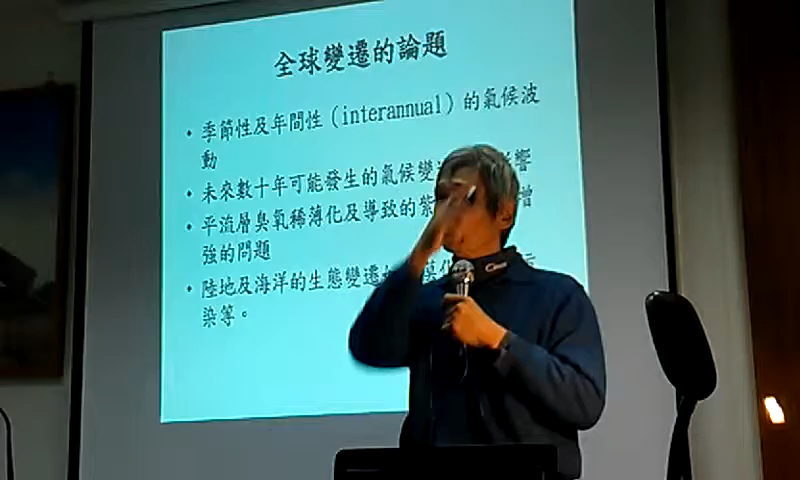 全球變遷的論題
• 季節性及年間性（interannual）的氣候波
動
• 未來數十年可能發生的氣候變 響
• 平流層臭氧稀薄化及導致的紫 增
強的問題
• 陸地及海洋的生態變遷
染等。